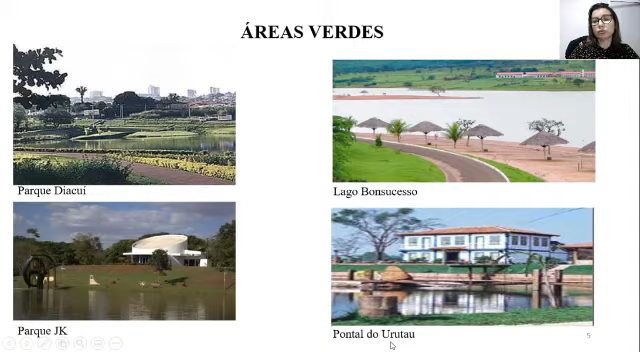 ÁREAS VERDES
Parque Diacuí
Lago Bonsucesso
Parque JK
Pontal do Urutau
5